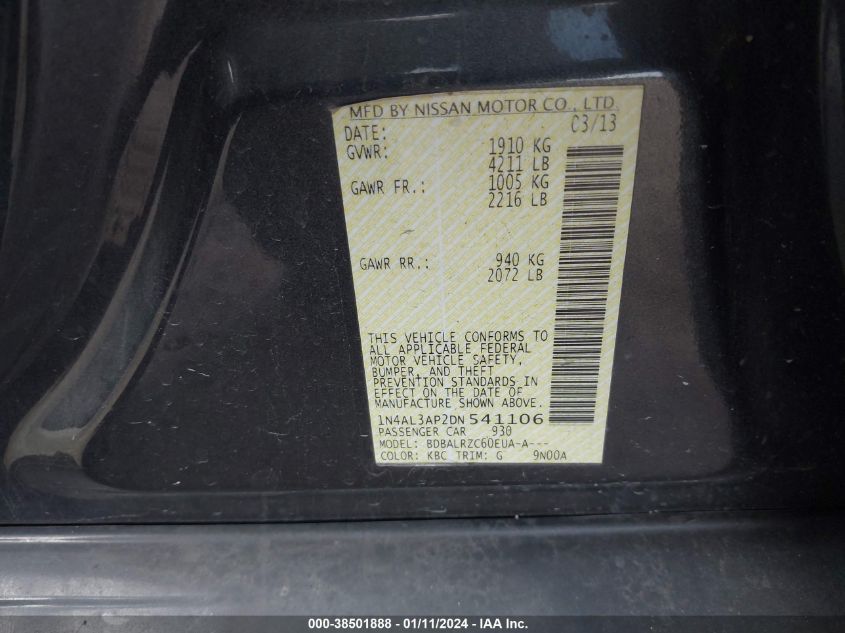 MFD BY NISSAN MOTOR CO., LTD.
DATE: 03/13
GVWR: 1910 KG
4211 LB
GAWR FR.: 1005 KG
2216 LB
GAWR RR.: 940 KG
2072 LB
THIS VEHICLE CONFORMS TO
ALL APPLICABLE FEDERAL
MOTOR VEHICLE SAFETY,
BUMPER, AND THEFT
PREVENTION STANDARDS IN
EFFECT ON THE DATE OF
MANUFACTURE SHOWN ABOVE.
1N4AL3AP2DN541106
PASSENGER CAR 930
MODEL: BDBALRZC60EUA-A---
COLOR: KBC TRIM: G 9N00A
000-38501888 - 01/11/2024 - IAA Inc.